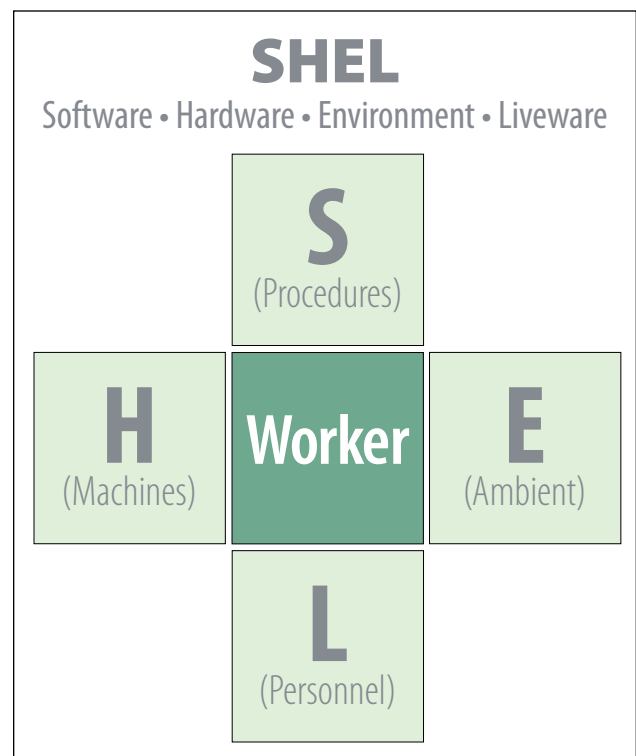 SHEL
Software • Hardware • Environment • Liveware
S
(Procedures)
H
(Machines)
Worker
E
(Ambient)
L
(Personnel)